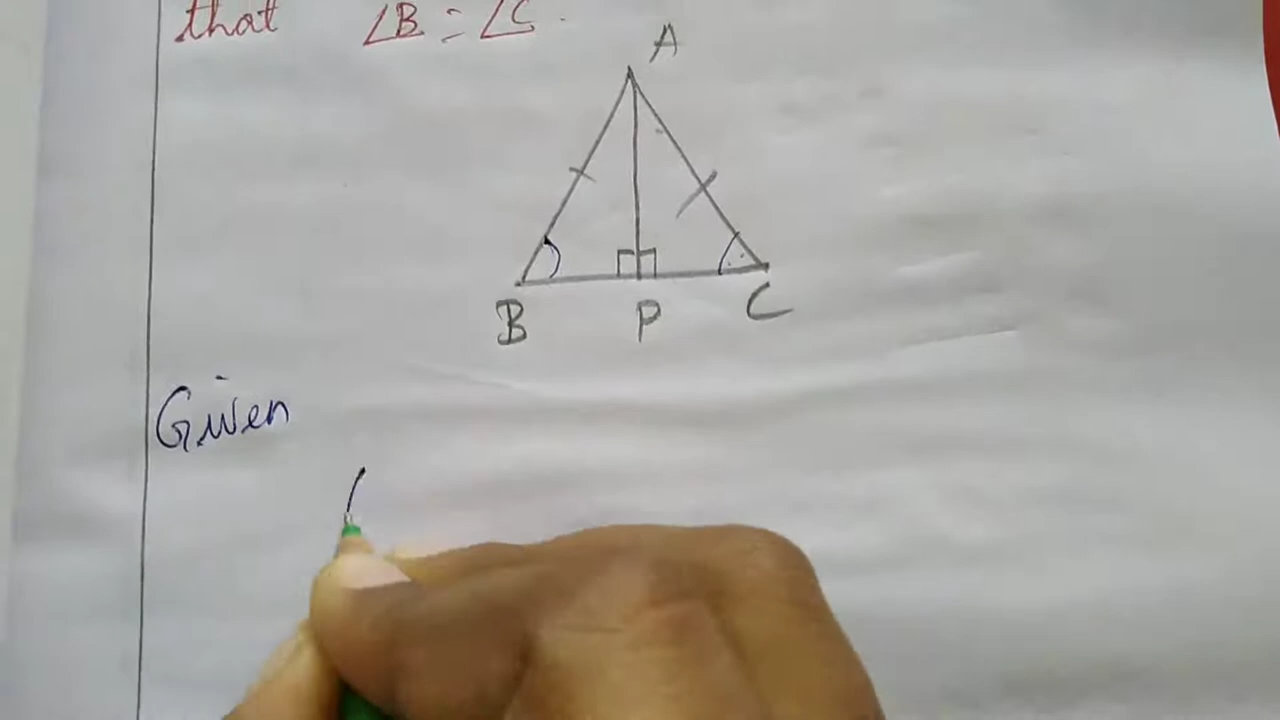 that ∠B = ∠C.
A
B P C
Given